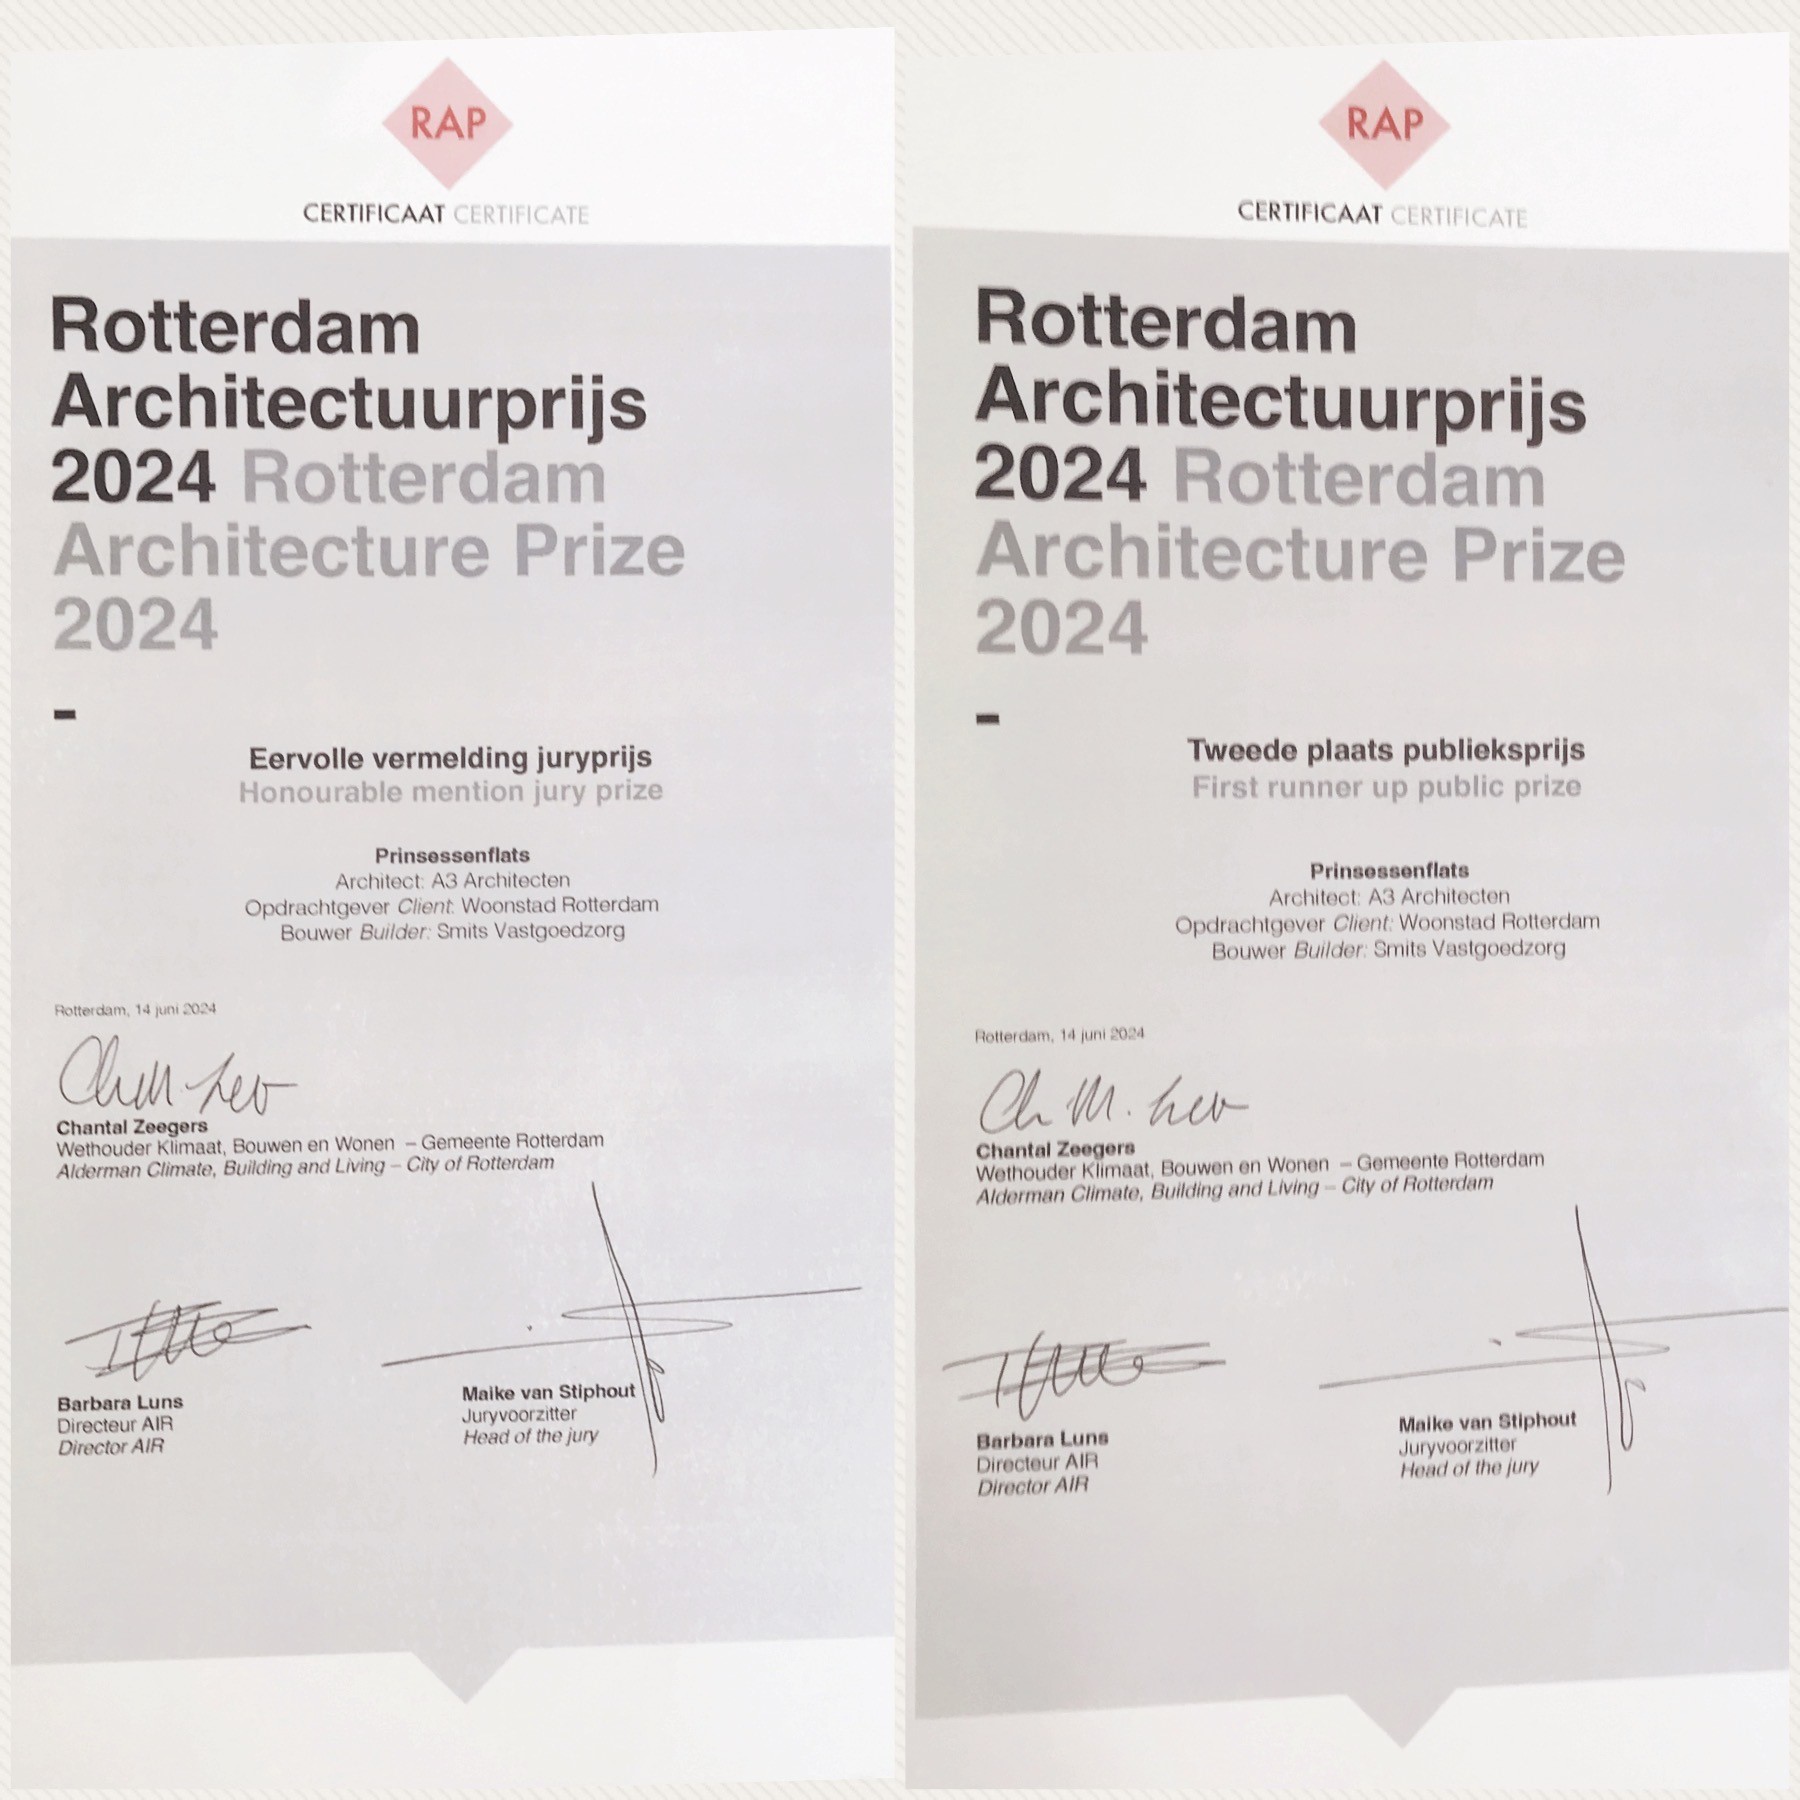 RAP
CERTIFICAAT CERTIFICATE
Rotterdam
Architectuurprijs
2024 Rotterdam
Architecture Prize
2024
-
Eervolle vermelding juryprijs
Honourable mention jury prize
Prinsessenflats
Architect: A3 Architecten
Opdrachtgever Client: Woonstad Rotterdam
Bouwer Builder: Smits Vastgoedzorg
Rotterdam, 14 juni 2024
Chantal Zeegers
Wethouder Klimaat, Bouwen en Wonen – Gemeente Rotterdam
Alderman Climate, Building and Living – City of Rotterdam
Barbara Luns
Directeur AIR
Director AIR
Maike van Stiphout
Juryvoorzitter
Head of the jury
RAP
CERTIFICAAT CERTIFICATE
Rotterdam
Architectuurprijs
2024 Rotterdam
Architecture Prize
2024
-
Tweede plaats publieksprijs
First runner up public prize
Prinsessenflats
Architect: A3 Architecten
Opdrachtgever Client: Woonstad Rotterdam
Bouwer Builder: Smits Vastgoedzorg
Rotterdam, 14 juni 2024
Chantal Zeegers
Wethouder Klimaat, Bouwen en Wonen – Gemeente Rotterdam
Alderman Climate, Building and Living – City of Rotterdam
Barbara Luns
Directeur AIR
Director AIR
Maike van Stiphout
Juryvoorzitter
Head of the jury